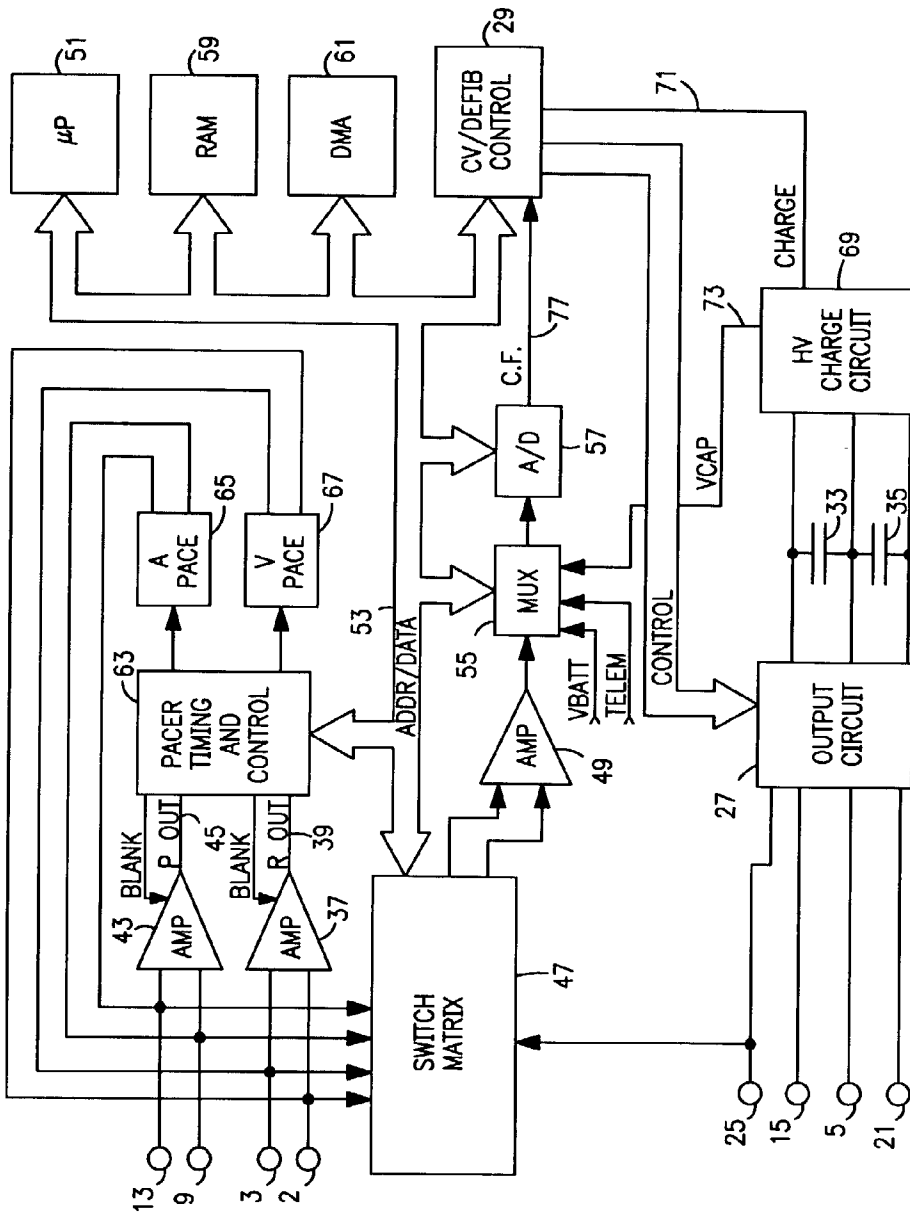 51
µP
59
RAM
61
DMA
29
CV/DEFIB
CONTROL
71
CHARGE
65
A
PACE
67
V
PACE
63
PACER
TIMING
AND
CONTROL
BLANK
P OUT
45
BLANK
R OUT
39
43
AMP
37
AMP
13
9
3
2
53
ADDR/DATA
C.F.
77
A/D
57
MUX
55
AMP
49
VBATT
TELEM
CONTROL
VCAP
73
69
HV
CHARGE
CIRCUIT
33
35
SWITCH
MATRIX
47
27
OUTPUT
CIRCUIT
25
15
5
21